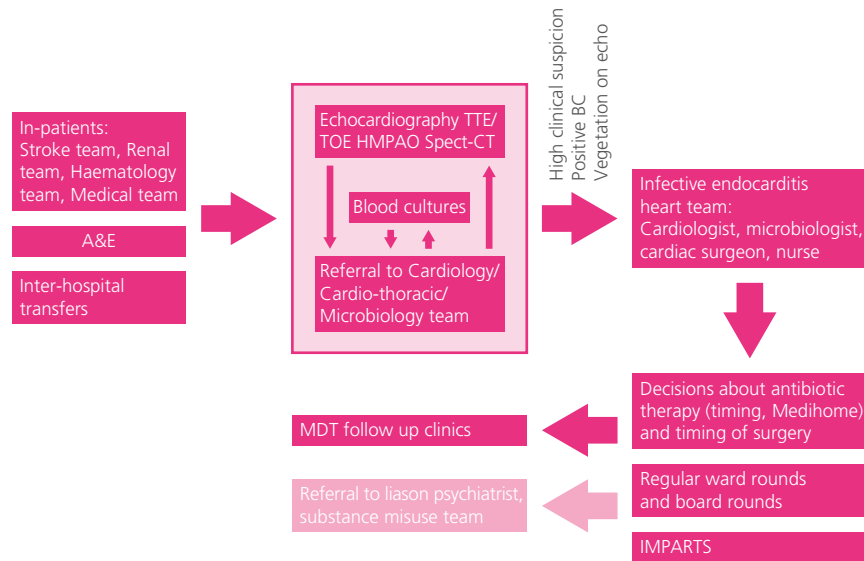 In-patients:
Stroke team, Renal
team, Haematology
team, Medical team
A&E
Inter-hospital
transfers
Echocardiography TTE/
TOE HMPAO Spect-CT
Blood cultures
Referral to Cardiology/
Cardio-thoracic/
Microbiology team
High clinical suspicion
Positive BC
Vegetation on echo
Infective endocarditis
heart team:
Cardiologist, microbiologist,
cardiac surgeon, nurse
Decisions about antibiotic
therapy (timing, Medihome)
and timing of surgery
MDT follow up clinics
Regular ward rounds
and board rounds
Referral to liason psychiatrist,
substance misuse team
IMPARTS